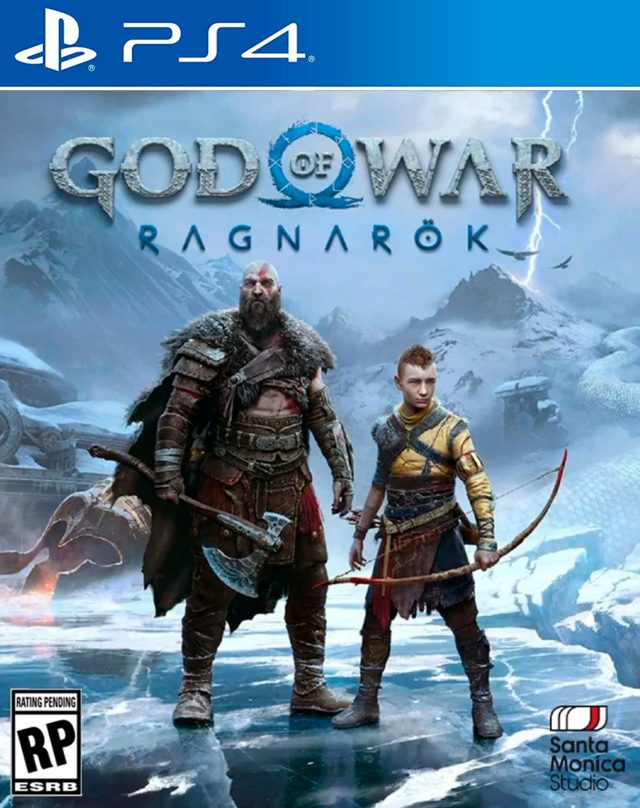 PS4
GOD OF WAR
RAGNARÖK
RATING PENDING
RP
ESRB
Santa
Monica
Studio